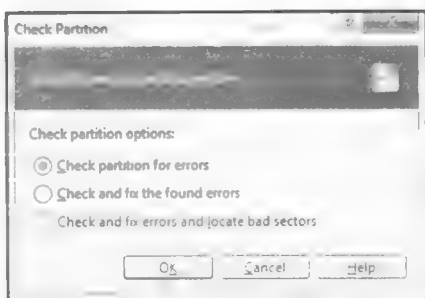 Check Partition
Check partition options:
Check partition for errors
Check and fix the found errors
Check and fix errors and locate bad sectors
OK
Cancel
Help